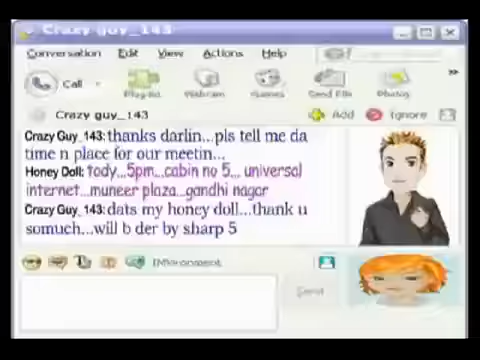 Crazy guy_143
Conversation Edit View Actions Help
Call Plug-ins Webcam Games Send File Photos
Crazy guy_143 Add Ignore
Crazy Guy_143: thanks darlin...pls tell me da
time n place for our meetin...
Honey Doll: tody...5pm...cabin no 5... universal
internet...muneer plaza...gandhi nagar
Crazy Guy_143: dats my honey doll...thank u
somuch...will b der by sharp 5
IMVironment
Send